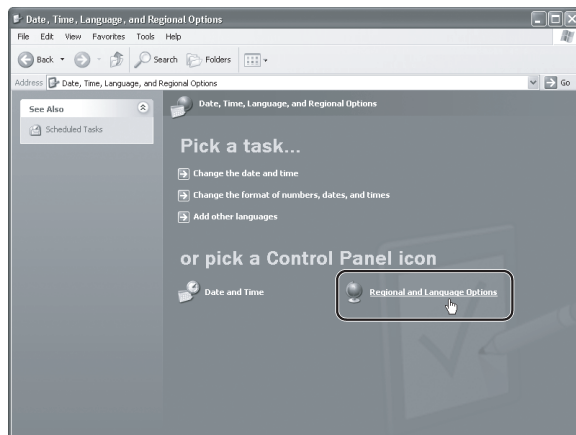 Date, Time, Language, and Regional Options
File Edit View Favorites Tools Help
Back Search Folders
Address Date, Time, Language, and Regional Options Go
See Also
Scheduled Tasks
Date, Time, Language, and Regional Options
Pick a task...
Change the date and time
Change the format of numbers, dates, and times
Add other languages
or pick a Control Panel icon
Date and Time
Regional and Language Options